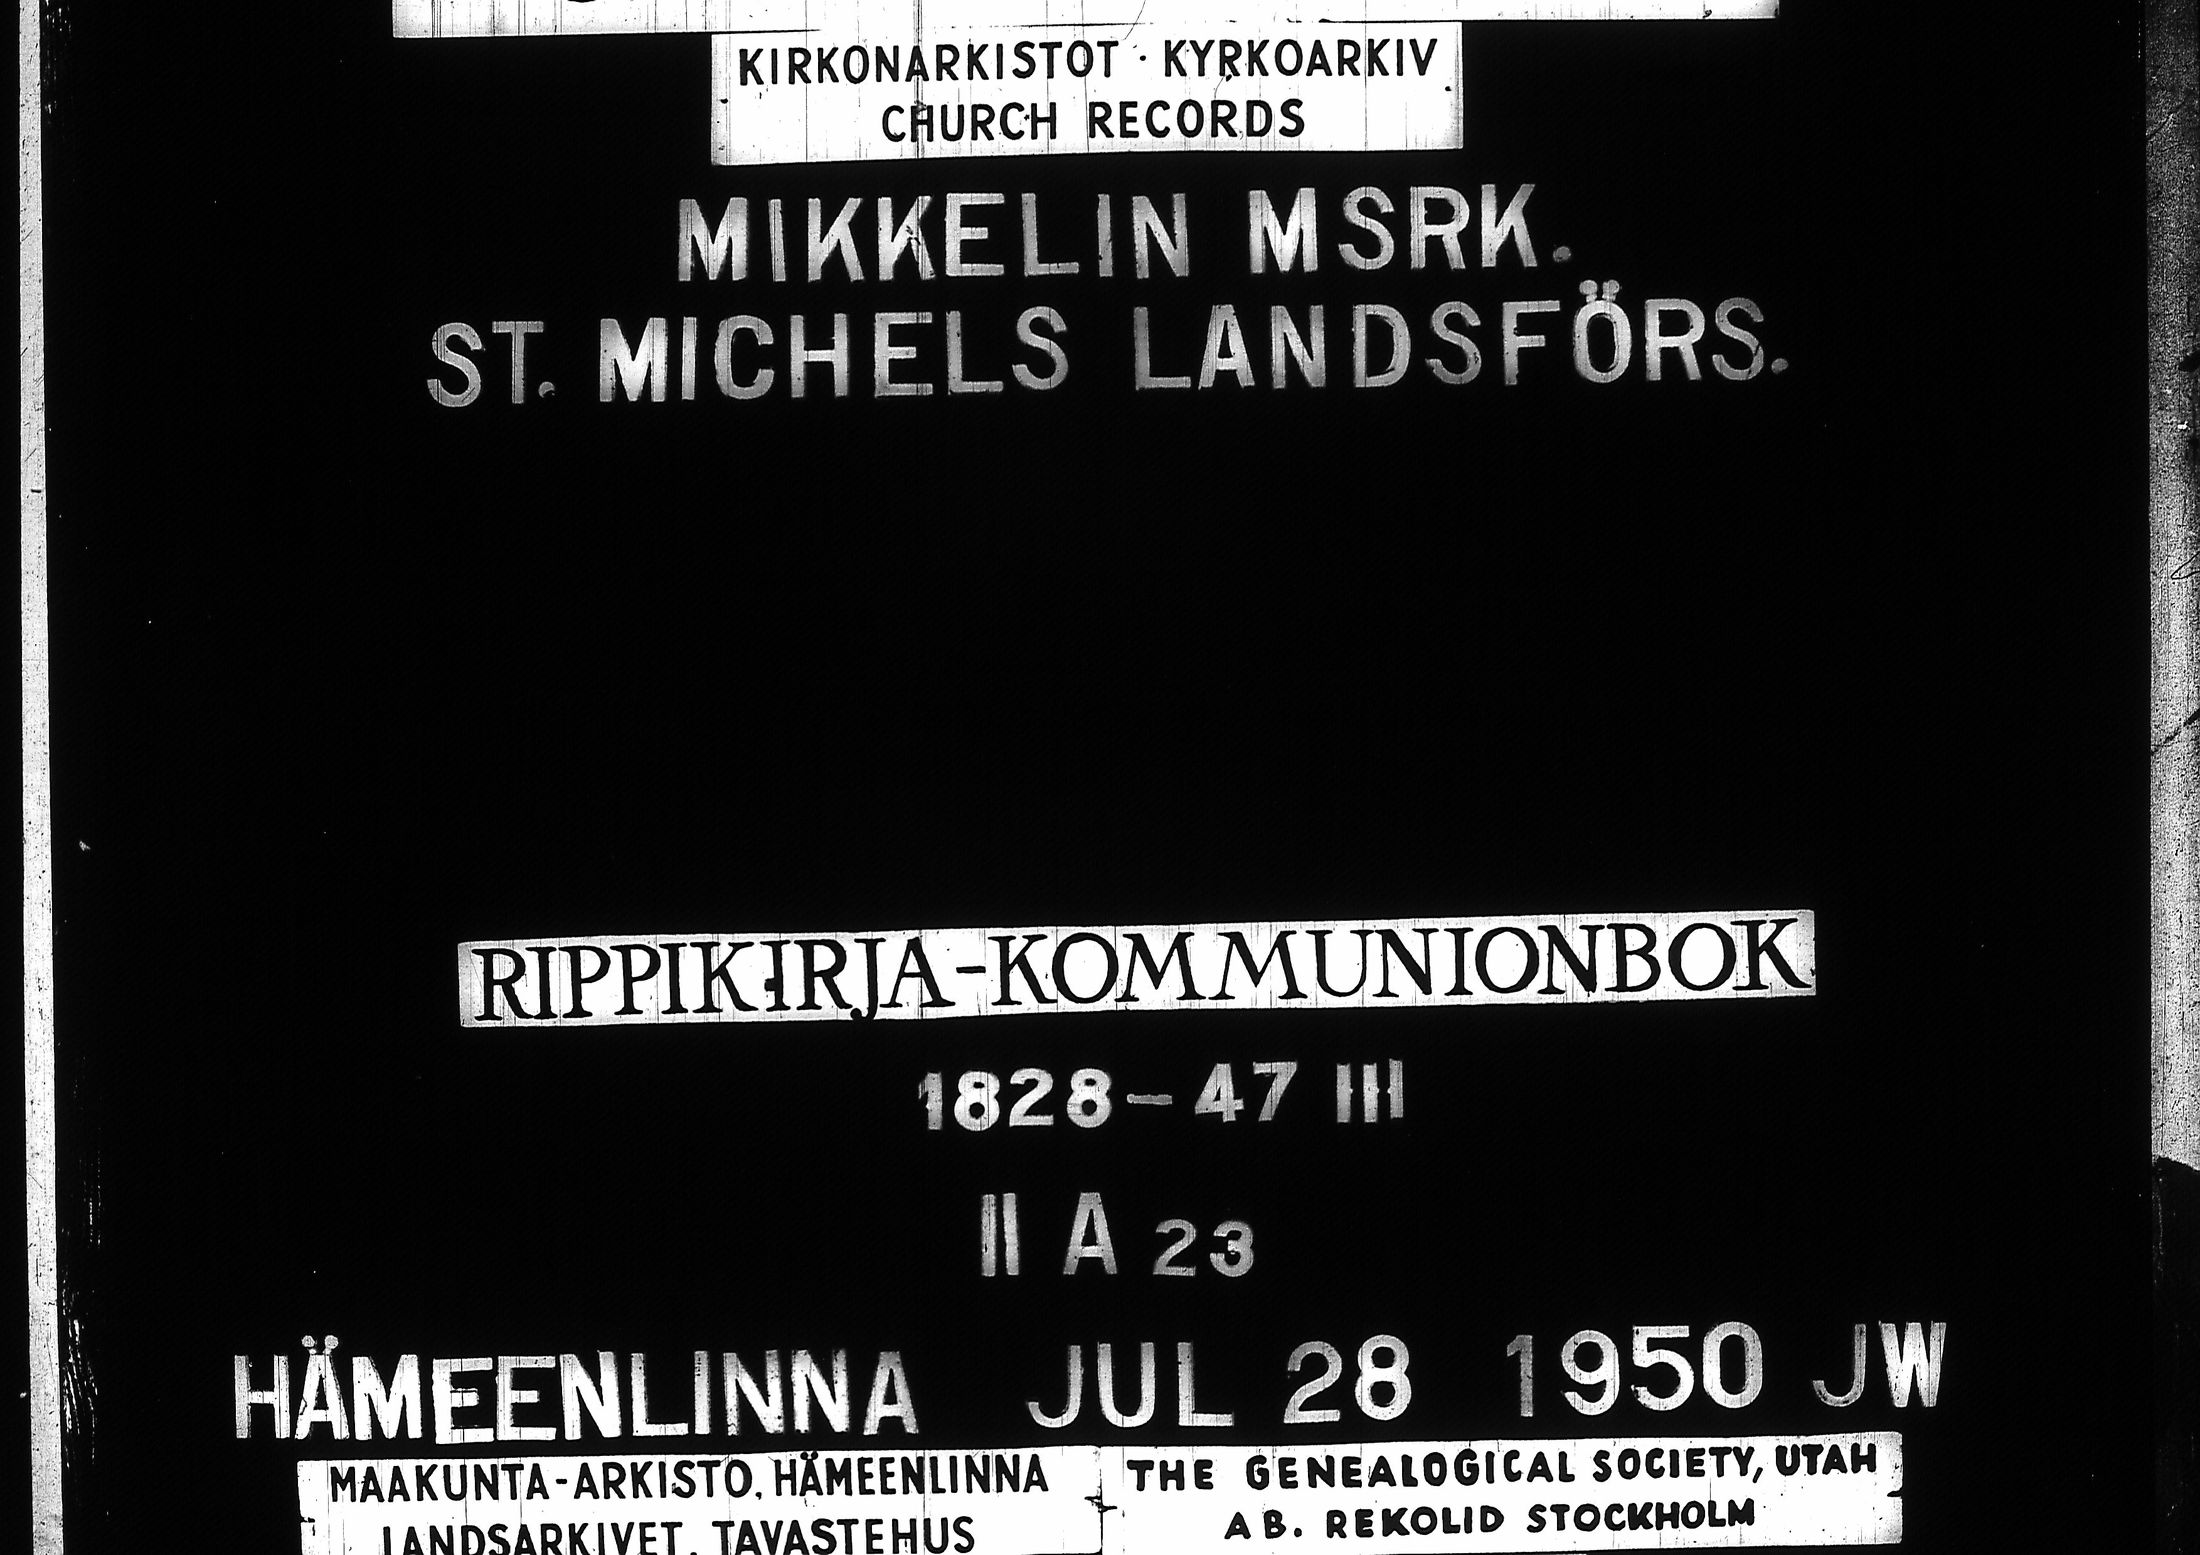 KIRKONARKISTOT · KYRKOARKIV
CHURCH RECORDS
MIKKELIN MSRK.
ST. MICHELS LANDSFÖRS.
RIPPIKIRJA-KOMMUNIONBOK
1828-47 III
II A 23
HÄMEENLINNA JUL 28 1950 JW
MAAKUNTA-ARKISTO, HÄMEENLINNA
LANDSARKIVET, TAVASTEHUS
THE GENEALOGICAL SOCIETY, UTAH
AB. REKOLID STOCKHOLM